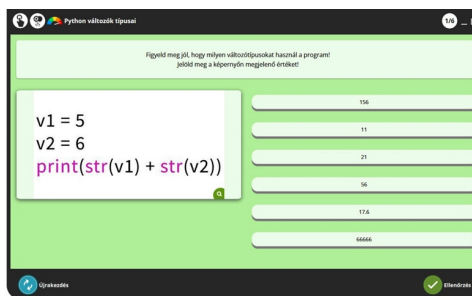 Python változók típusai
1/6
Figyeld meg jól, hogy milyen változótípusokat használ a program!
Jelöld meg a képernyőn megjelenő értéket!
v1 = 5
v2 = 6
print(str(v1) + str(v2))
156
11
21
56
17.6
66666
Újrakezdés
Ellenőrzés